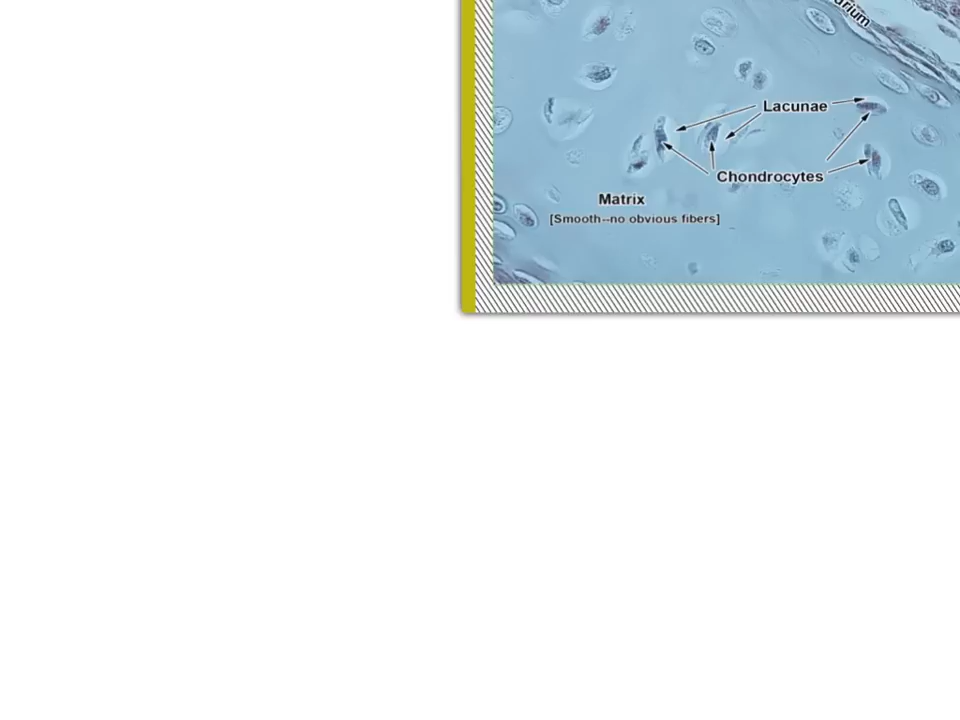 Lacunae
Chondrocytes
Matrix
[Smooth--no obvious fibers]